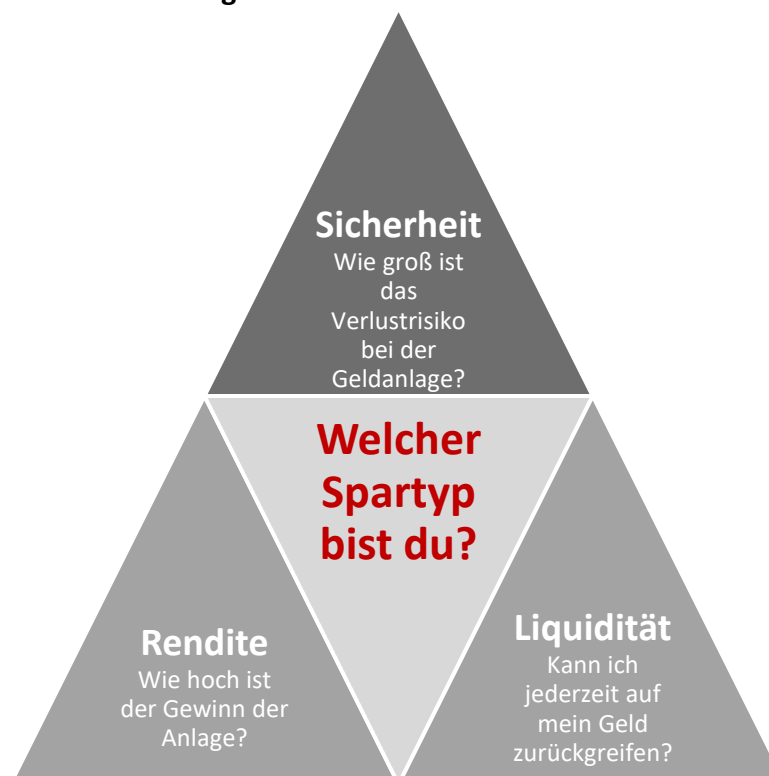 Sicherheit
Wie groß ist
das
Verlustrisiko
bei der
Geldanlage?
Welcher
Spartyp
bist du?
Rendite
Wie hoch ist
der Gewinn der
Anlage?
Liquidität
Kann ich
jederzeit auf
mein Geld
zurückgreifen?